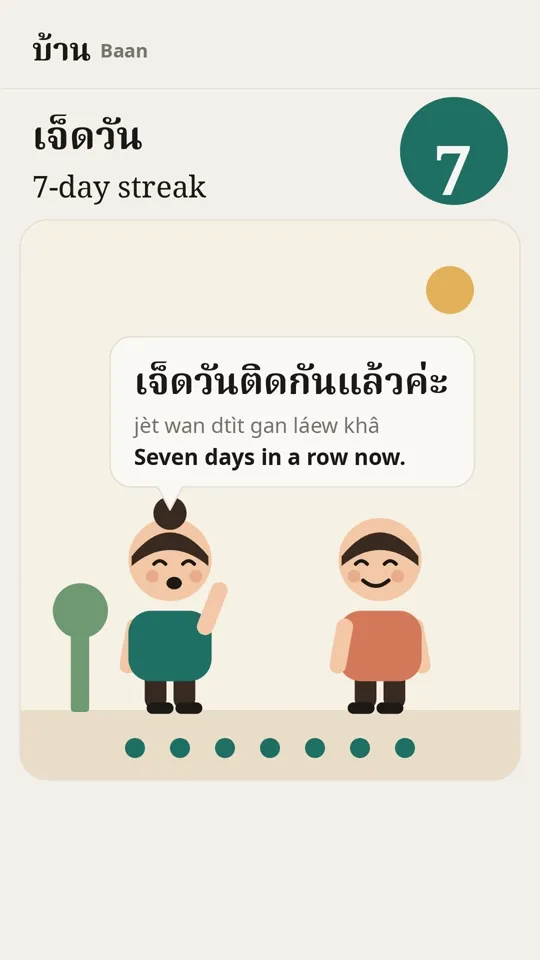 บ้าน Baan
เจ็ดวัน
7-day streak
7
เจ็ดวันติดกันแล้วค่ะ
jèt wan dtìt gan láew khâ
Seven days in a row now.